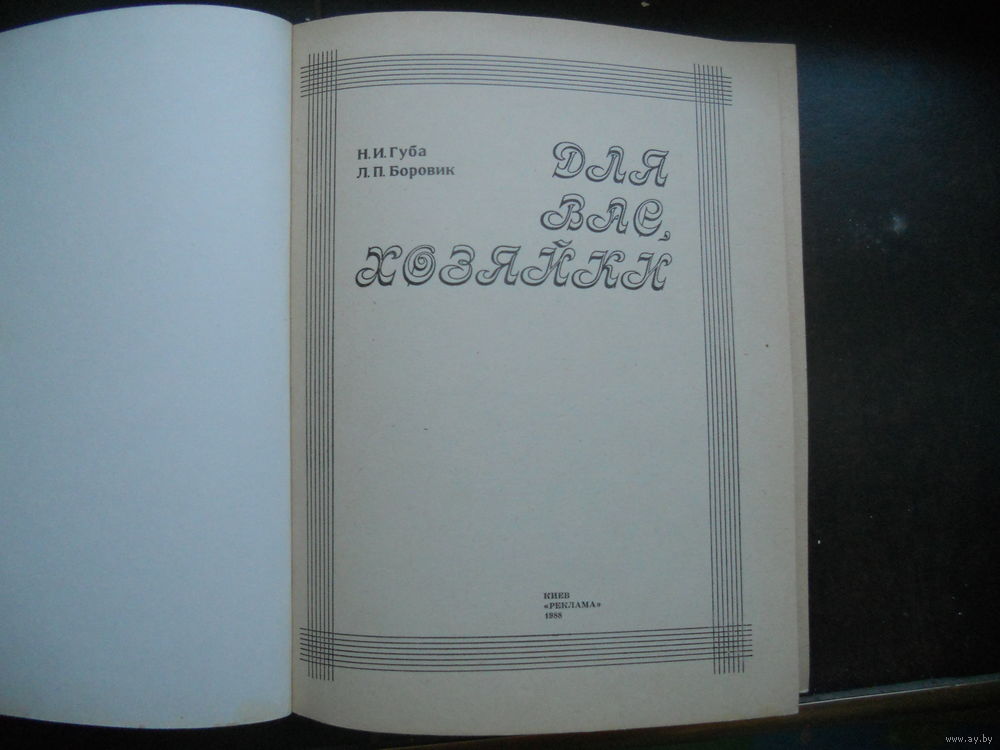 Н. И. Губа
Л. П. Боровик
ДЛЯ
ВАС,
ХОЗЯЙКИ
КИЕВ
«РЕКЛАМА»
1988
www.ay.by